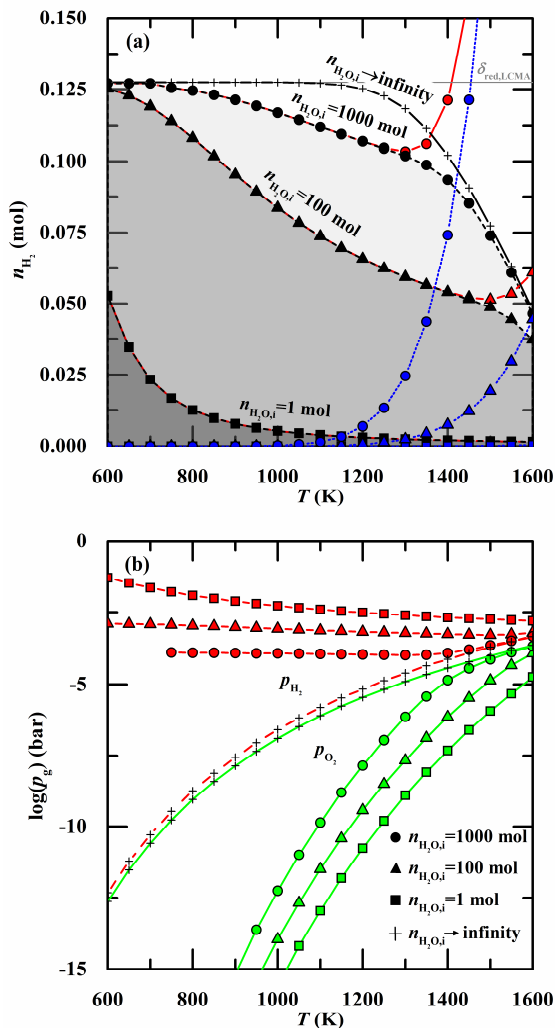 (a)
n_H₂O,i→infinity
δ_red,LCMA
n_H₂O,i=1000 mol
n_H₂O,i=100 mol
n_H₂O,i=1 mol
n_H₂ (mol)
0.150
0.125
0.100
0.075
0.050
0.025
0.000
600 800 1000 1200 1400 1600
T (K)
(b)
p_H₂
p_O₂
log(p_g) (bar)
0
-5
-10
-15
n_H₂O,i=1000 mol
n_H₂O,i=100 mol
n_H₂O,i=1 mol
n_H₂O,i→ infinity
600 800 1000 1200 1400 1600
T (K)